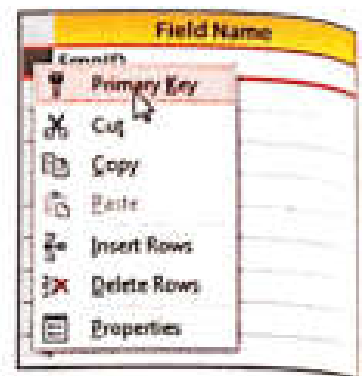 Field Name
EmpID
Primary Key
Cut
Copy
Paste
Insert Rows
Delete Rows
Properties